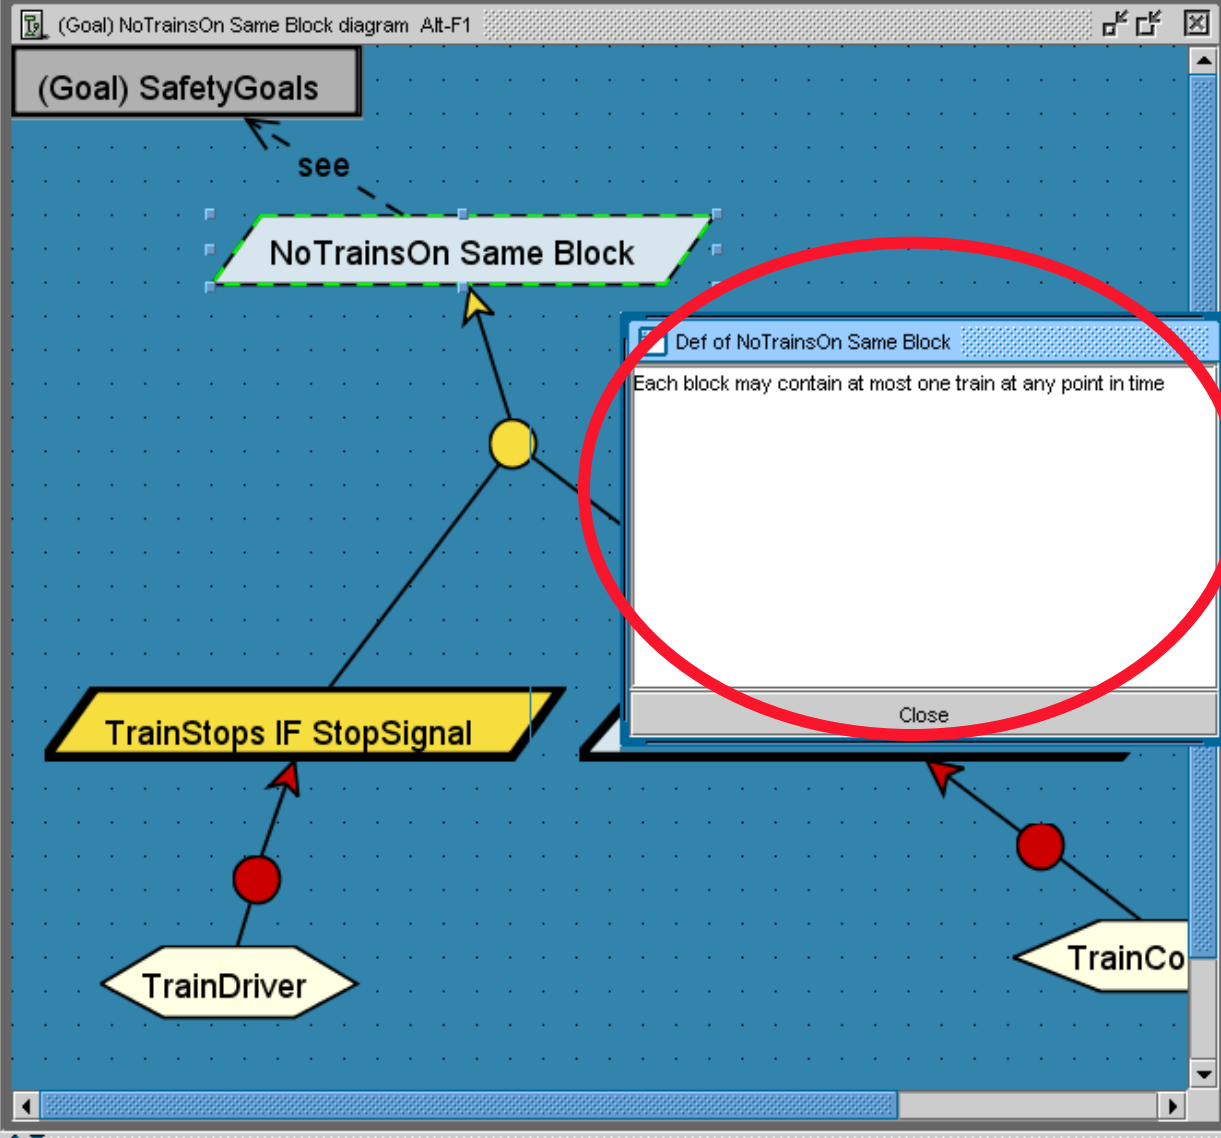 (Goal) NoTrainsOn Same Block diagram Alt-F1
(Goal) SafetyGoals
see
NoTrainsOn Same Block
Def of NoTrainsOn Same Block
Each block may contain at most one train at any point in time
Close
TrainStops IF StopSignal
TrainDriver
TrainCo